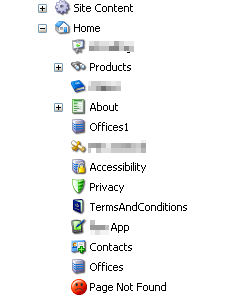 Site Content
Home
Products
About
Offices1
Accessibility
Privacy
TermsAndConditions
App
Contacts
Offices
Page Not Found